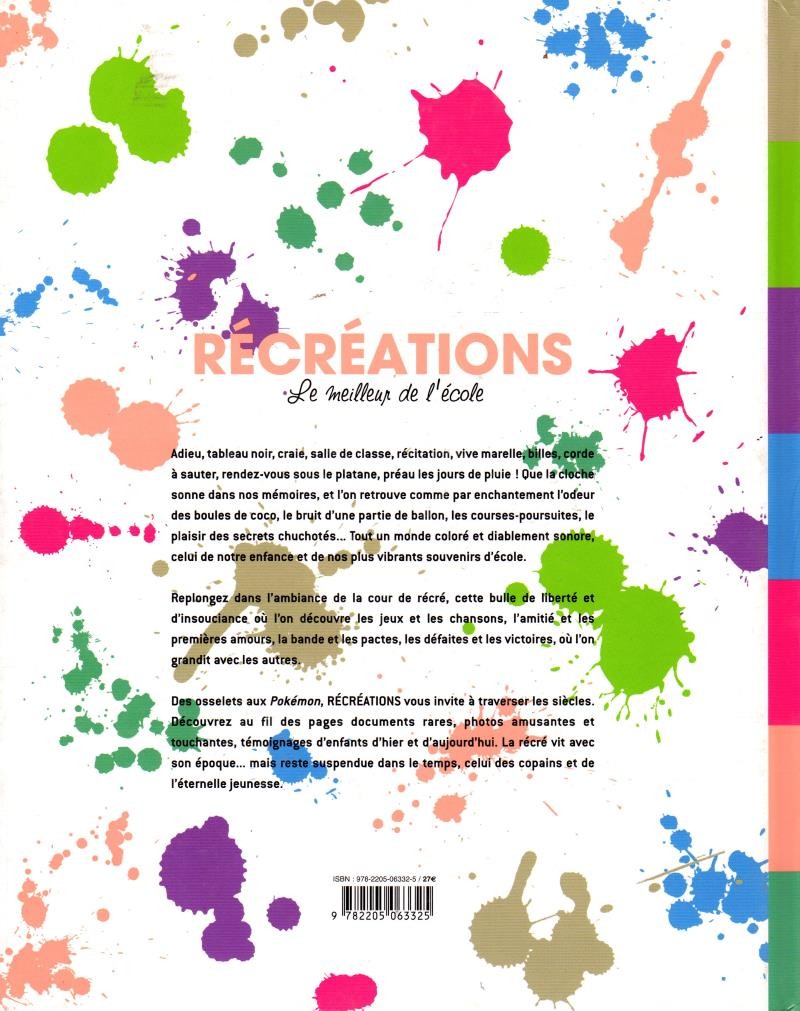 RÉCRÉATIONS
Le meilleur de l'école
Adieu, tableau noir, craie, salle de classe, récitation, vive marelle, billes, corde
à sauter, rendez-vous sous le platane, préau les jours de pluie ! Que la cloche
sonne dans nos mémoires, et l'on retrouve comme par enchantement l'odeur
des boules de coco, le bruit d'une partie de ballon, les courses-poursuites, le
plaisir des secrets chuchotés... Tout un monde coloré et diablement sonore,
celui de notre enfance et de nos plus vibrants souvenirs d'école.
Replongez dans l'ambiance de la cour de récré, cette bulle de liberté et
d'insouciance où l'on découvre les jeux et les chansons, l'amitié et les
premières amours, la bande et les pactes, les défaites et les victoires, où l'on
grandit avec les autres.
Des osselets aux Pokémon, RÉCRÉATIONS vous invite à traverser les siècles.
Découvrez au fil des pages documents rares, photos amusantes et
touchantes, témoignages d'enfants d'hier et d'aujourd'hui. La récré vit avec
son époque... mais reste suspendue dans le temps, celui des copains et de
l'éternelle jeunesse.
ISBN : 978-2205-06332-5 / 27€
9 782205 063325